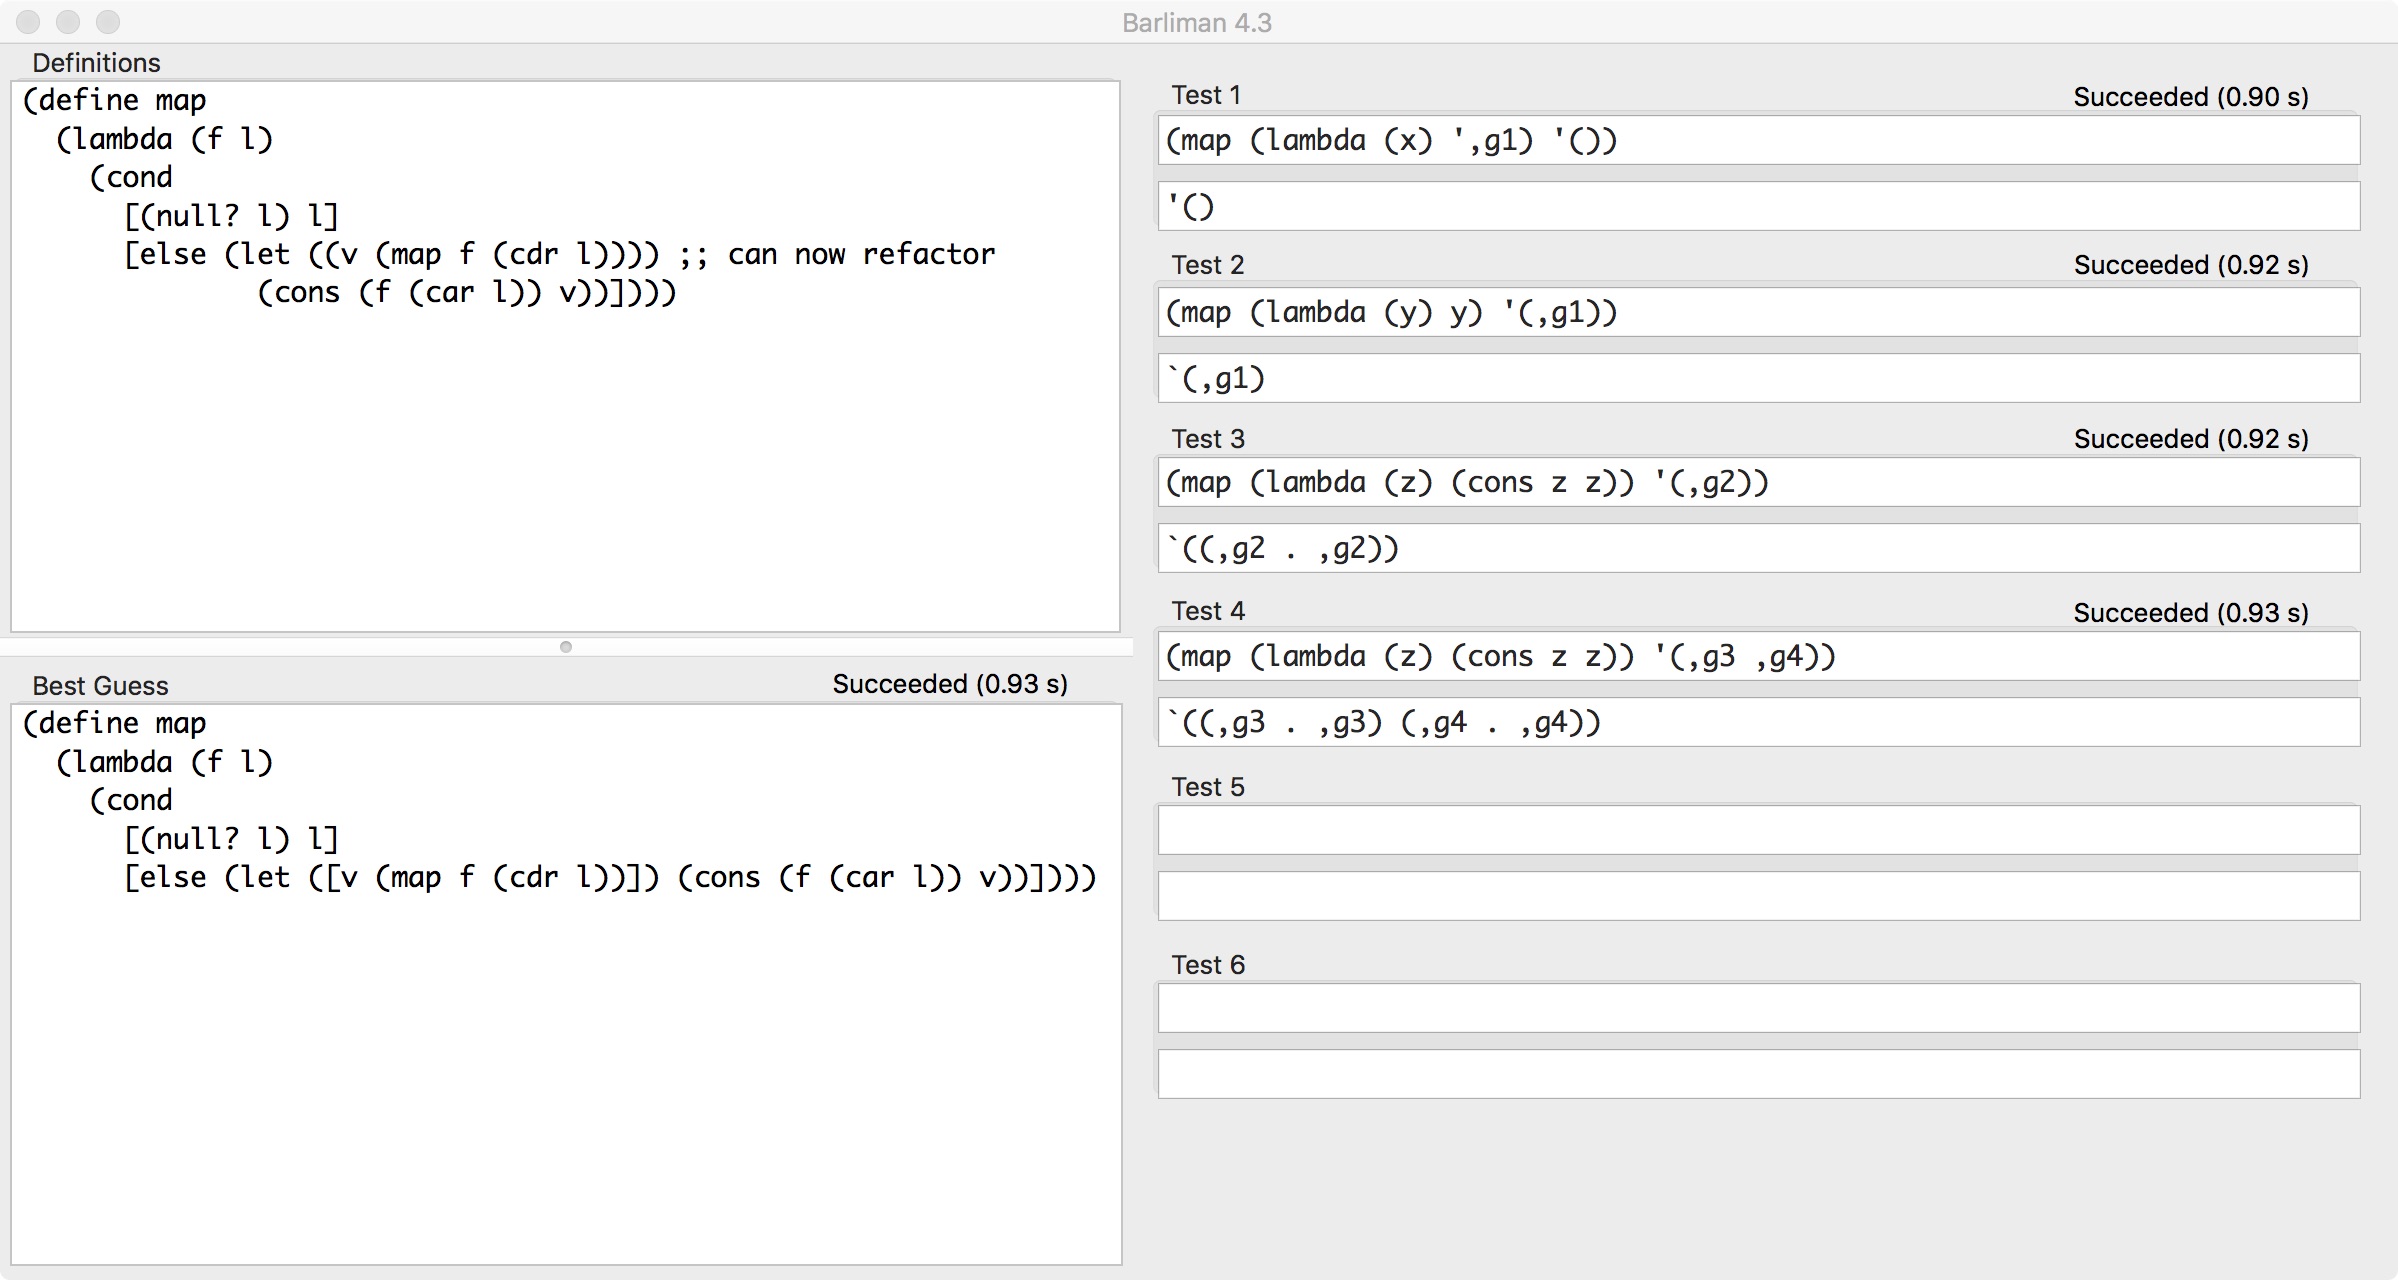 Barliman 4.3
Definitions
(define map
  (lambda (f l)
    (cond
      [(null? l) l]
      [else (let ((v (map f (cdr l)))) ;; can now refactor
              (cons (f (car l)) v))])))
Best Guess
Succeeded (0.93 s)
(define map
  (lambda (f l)
    (cond
      [(null? l) l]
      [else (let ([v (map f (cdr l))]) (cons (f (car l)) v))])))
Test 1
Succeeded (0.90 s)
(map (lambda (x) ',g1) '())
'()
Test 2
Succeeded (0.92 s)
(map (lambda (y) y) '(,g1))
`(,g1)
Test 3
Succeeded (0.92 s)
(map (lambda (z) (cons z z)) '(,g2))
`((,g2 . ,g2))
Test 4
Succeeded (0.93 s)
(map (lambda (z) (cons z z)) '(,g3 ,g4))
`((,g3 . ,g3) (,g4 . ,g4))
Test 5
Test 6